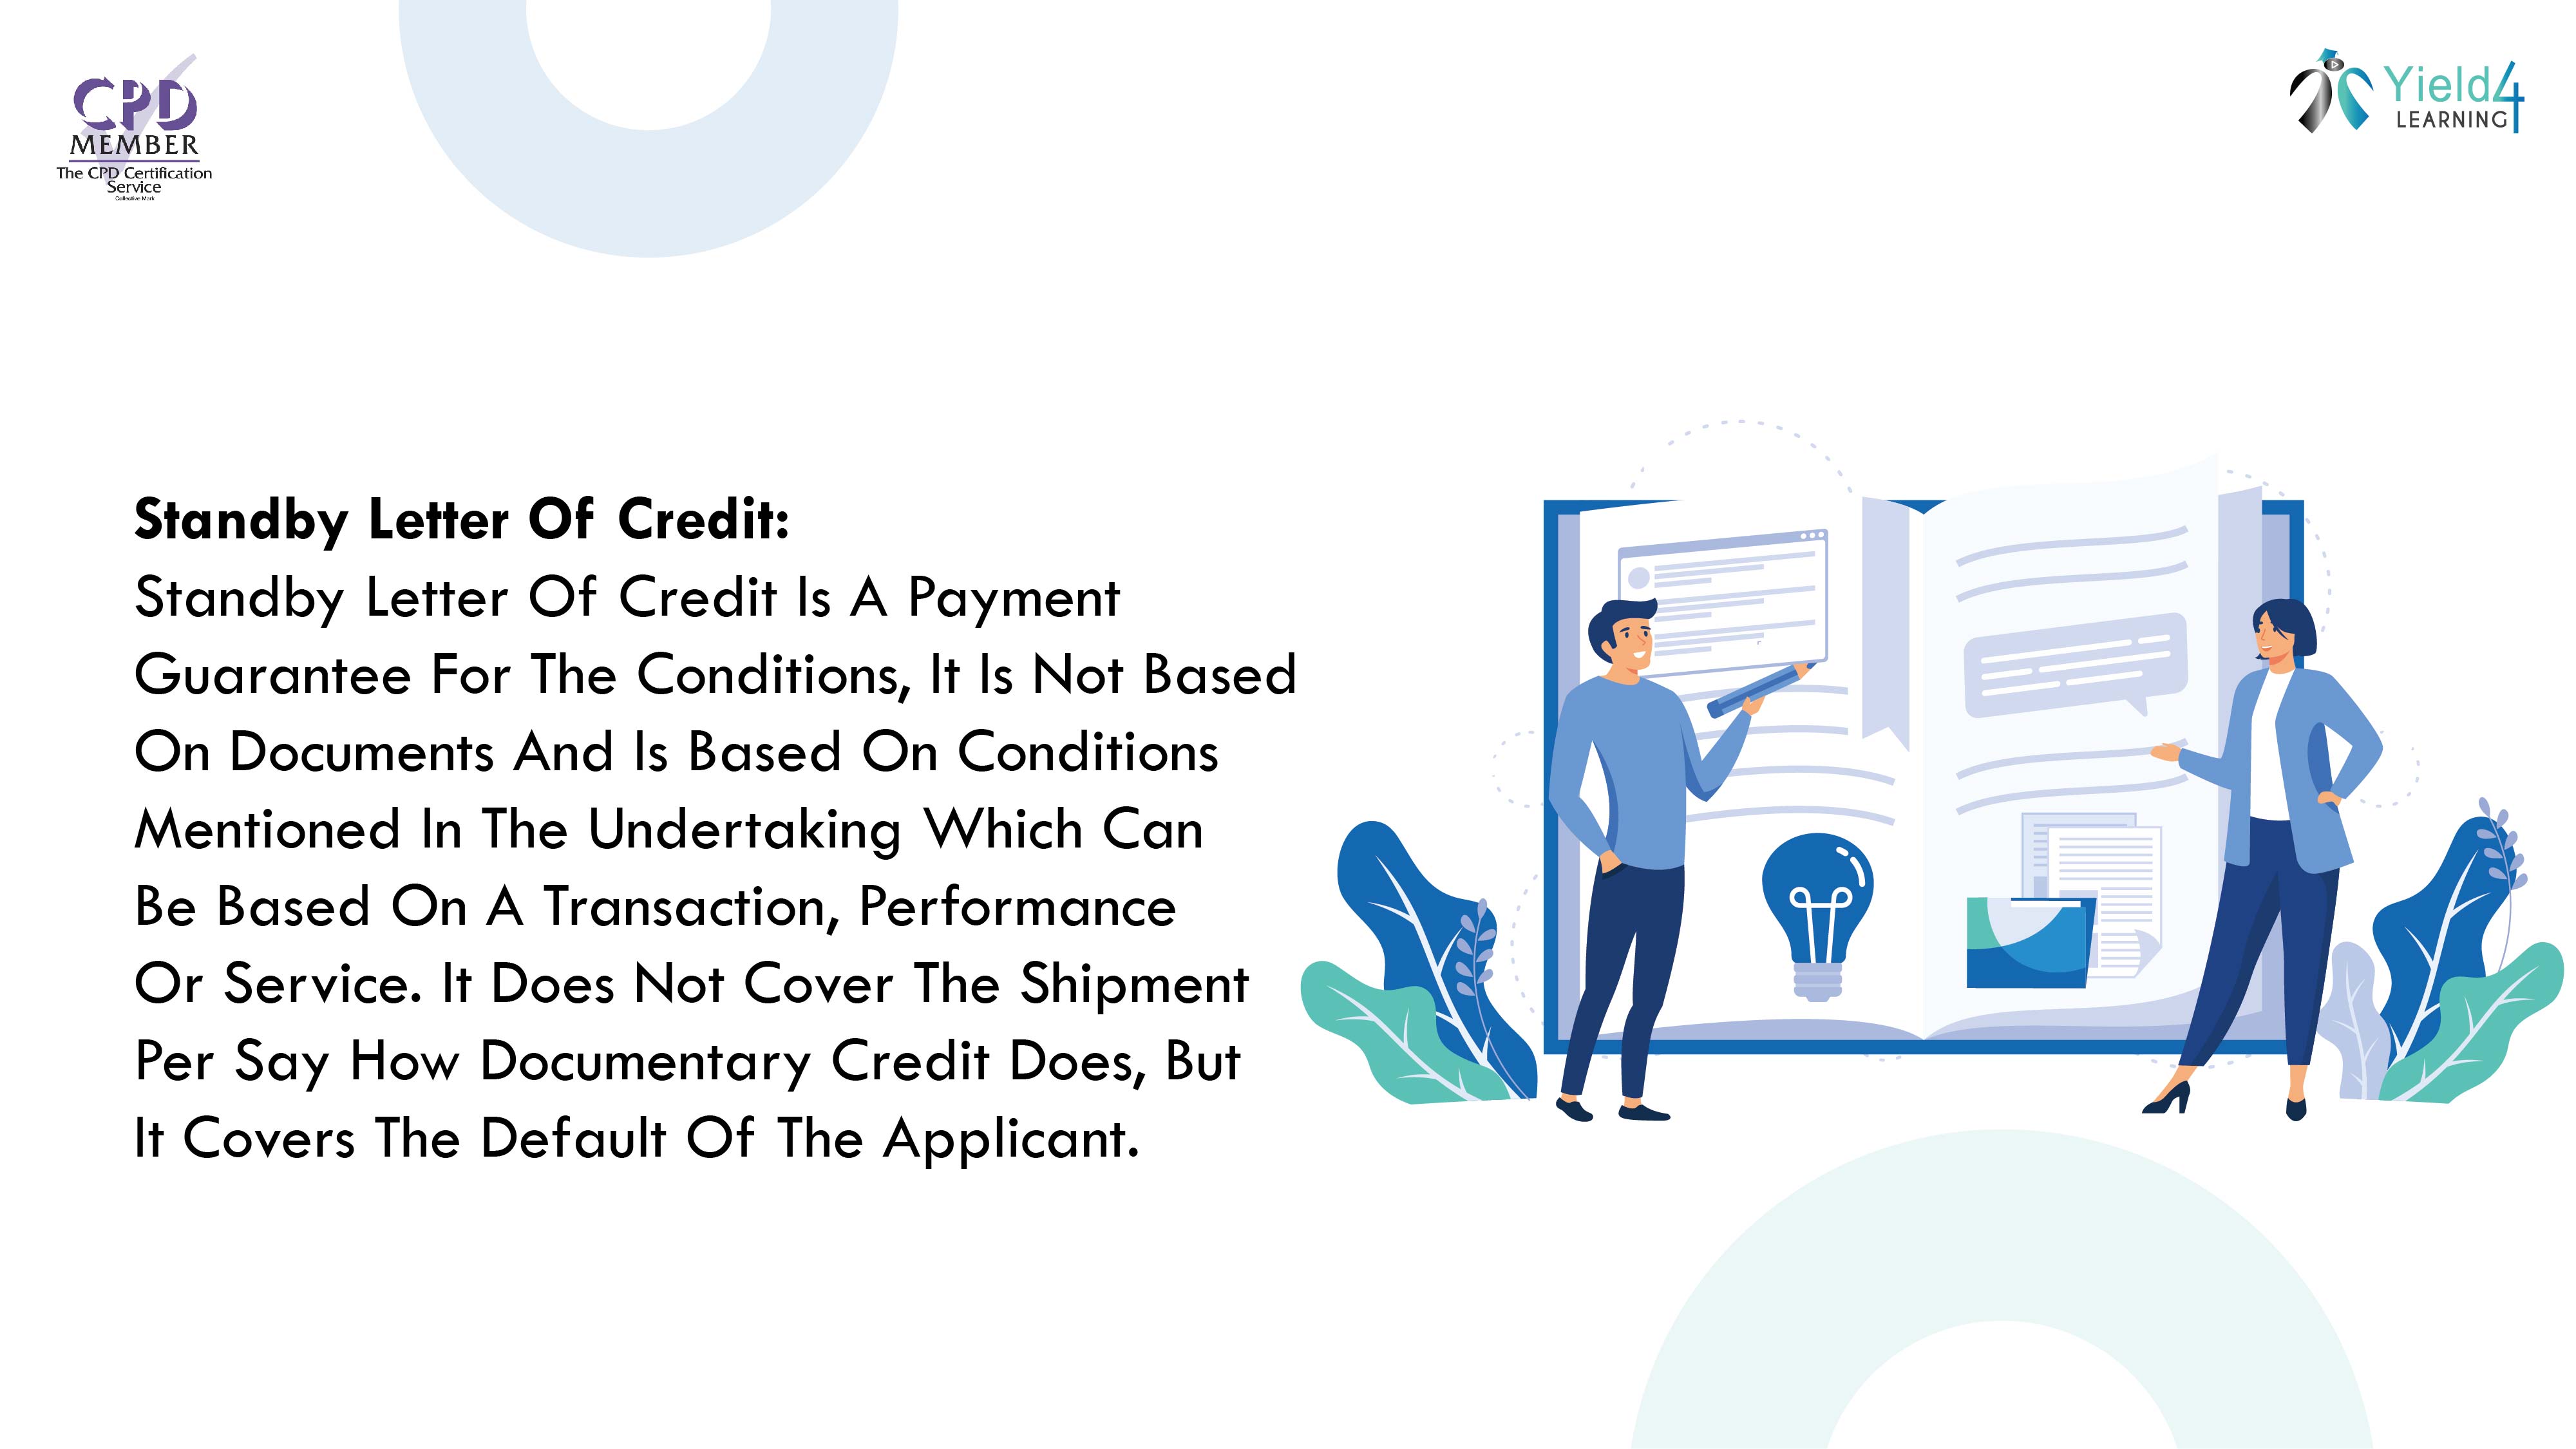 CPD
MEMBER
The CPD Certification
Service
Collective Mark
Yield4
LEARNING
Standby Letter Of Credit:
Standby Letter Of Credit Is A Payment
Guarantee For The Conditions, It Is Not Based
On Documents And Is Based On Conditions
Mentioned In The Undertaking Which Can
Be Based On A Transaction, Performance
Or Service. It Does Not Cover The Shipment
Per Say How Documentary Credit Does, But
It Covers The Default Of The Applicant.